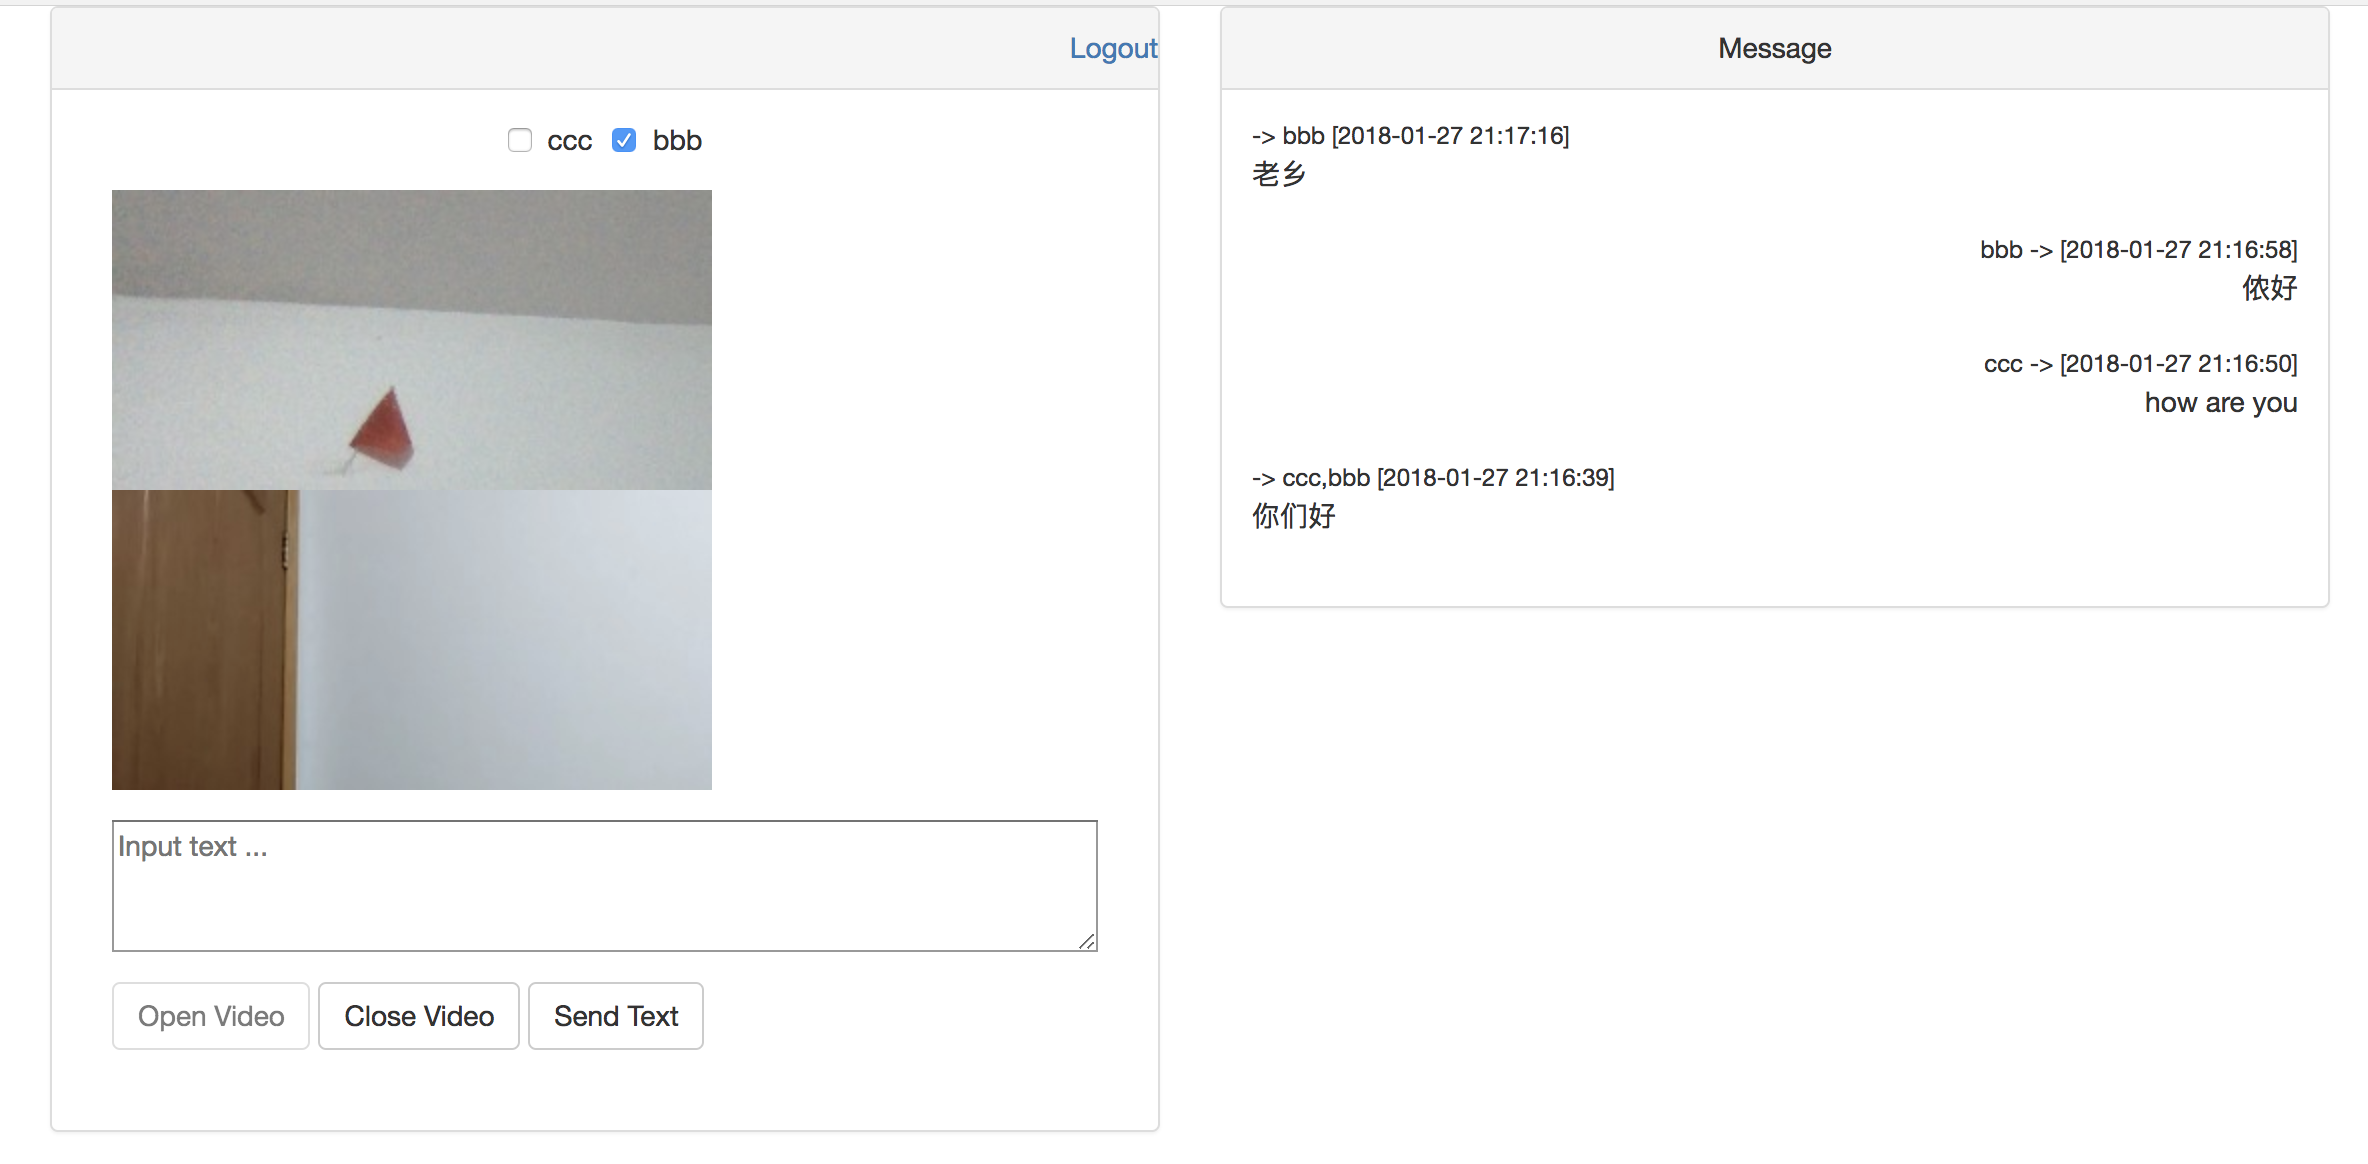 Logout
ccc bbb
Input text ...
Open Video Close Video Send Text
Message
-> bbb [2018-01-27 21:17:16]
老乡
bbb -> [2018-01-27 21:16:58]
侬好
ccc -> [2018-01-27 21:16:50]
how are you
-> ccc,bbb [2018-01-27 21:16:39]
你们好